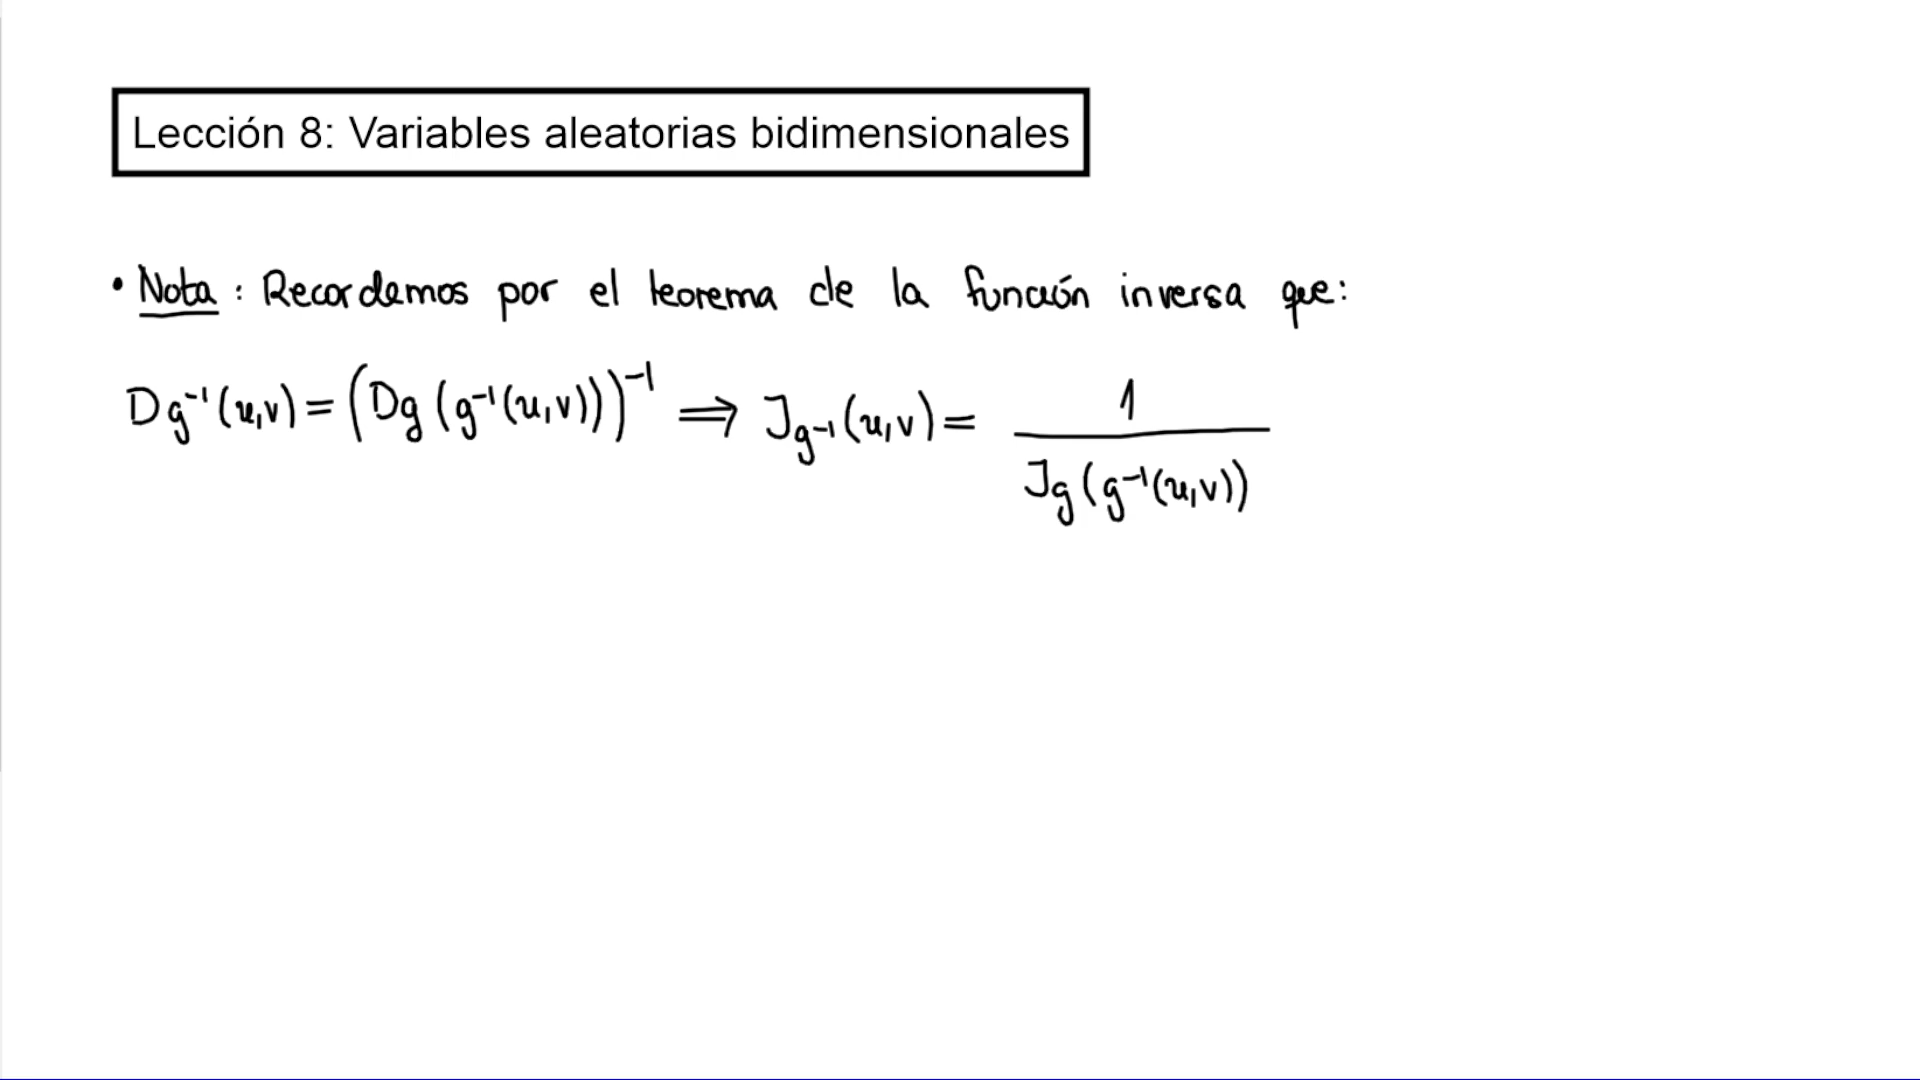 Lección 8: Variables aleatorias bidimensionales
• Nota : Recordemos por el teorema de la función inversa que:
Dg⁻¹(u,v) = (Dg(g⁻¹(u,v)))⁻¹ ⟹ J_{g⁻¹}(u,v) = 1 / J_g(g⁻¹(u,v))